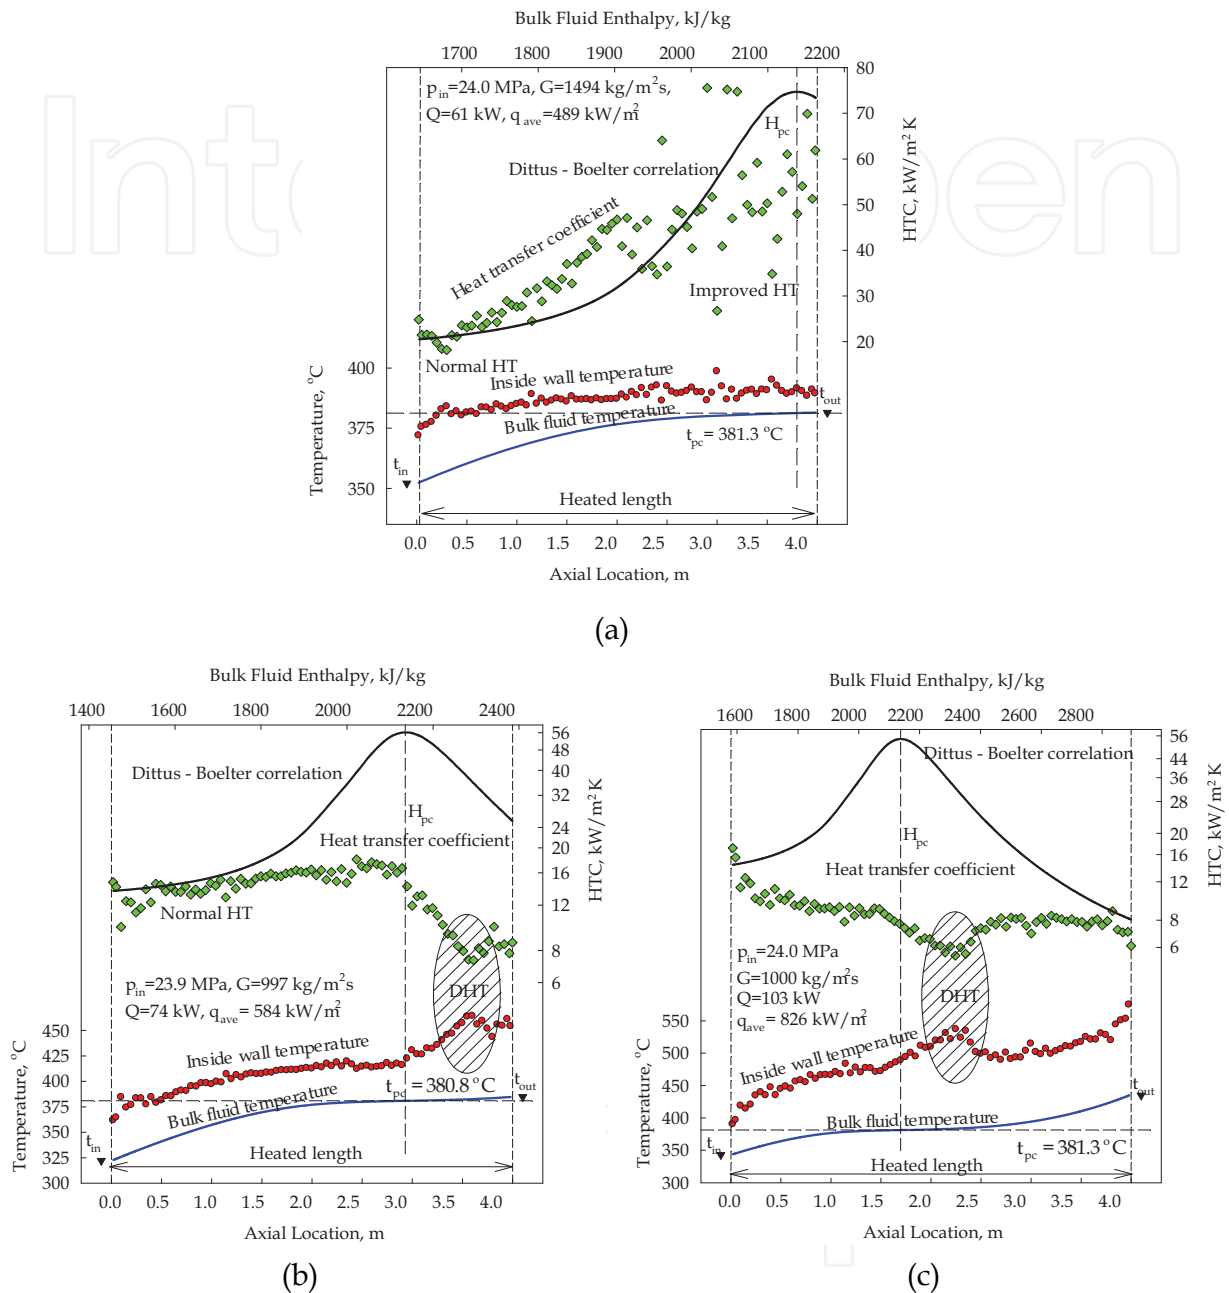 Bulk Fluid Enthalpy, kJ/kg
1700 1800 1900 2000 2100 2200
80
p_in=24.0 MPa, G=1494 kg/m²s,
Q=61 kW, q_ave=489 kW/m²
70
H_pc
60
Dittus - Boelter correlation
50
HTC, kW/m² K
Heat transfer coefficient
40
Improved HT
30
20
Normal HT
400
Inside wall temperature
t_out
Bulk fluid temperature
375
t_pc= 381.3 °C
Temperature, °C
t_in
350
Heated length
0.0 0.5 1.0 1.5 2.0 2.5 3.0 3.5 4.0
Axial Location, m
(a)
Bulk Fluid Enthalpy, kJ/kg
1400 1600 1800 2000 2200 2400
56
48
40
32
24
20
16
12
8
6
HTC, kW/m² K
Dittus - Boelter correlation
H_pc
Heat transfer coefficient
Normal HT
p_in=23.9 MPa, G=997 kg/m²s
Q=74 kW, q_ave = 584 kW/m²
DHT
450
425
400
375
350
325
300
Temperature, °C
Inside wall temperature
t_pc = 380.8 °C
t_out
Bulk fluid temperature
t_in
Heated length
0.0 0.5 1.0 1.5 2.0 2.5 3.0 3.5 4.0
Axial Location, m
(b)
Bulk Fluid Enthalpy, kJ/kg
1600 1800 2000 2200 2400 2600 2800
56
44
36
28
20
16
12
8
6
HTC, kW/m² K
Dittus - Boelter correlation
H_pc
Heat transfer coefficient
p_in=24.0 MPa
G=1000 kg/m²s
Q=103 kW
q_ave= 826 kW/m²
DHT
550
500
450
400
350
300
Temperature, °C
Inside wall temperature
t_out
Bulk fluid temperature
t_in
t_pc = 381.3 °C
Heated length
0.0 0.5 1.0 1.5 2.0 2.5 3.0 3.5 4.0
Axial Location, m
(c)